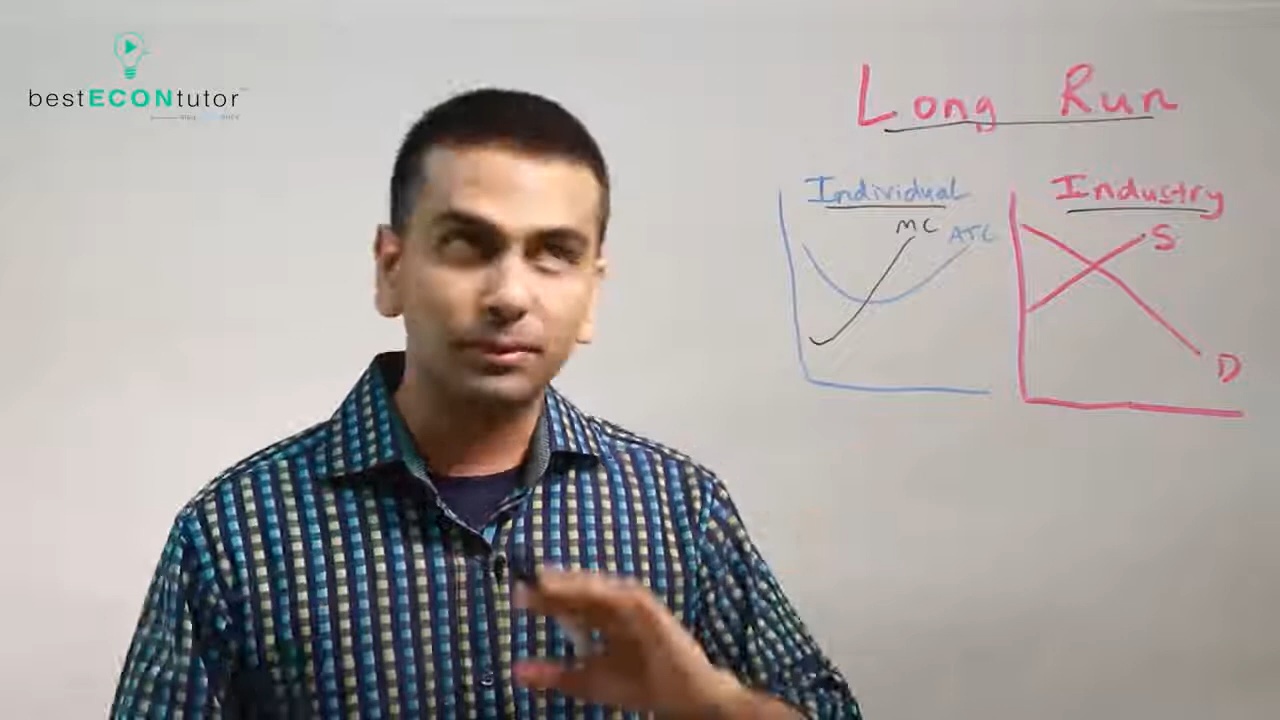 bestECONtutor
Long Run
Individual
Industry
MC
ATC
S
D